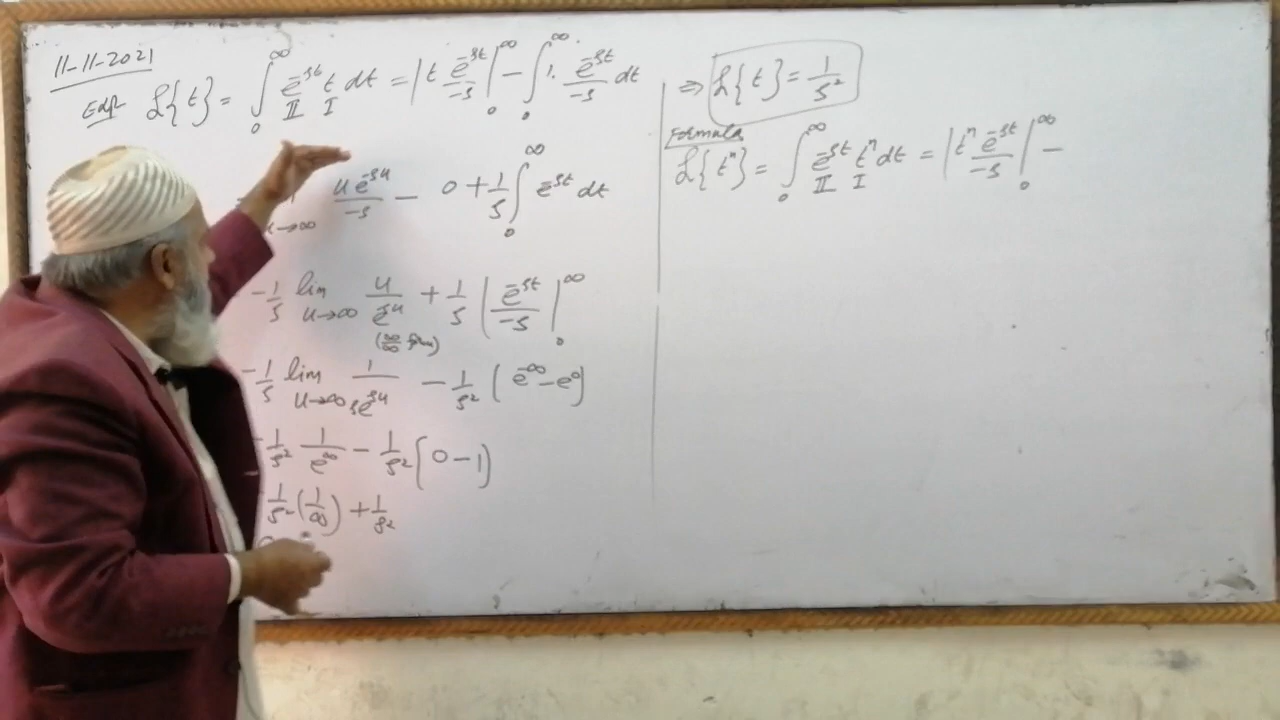 11-11-2021
Exp ℒ{t} = ∫₀^∞ e^{-st} t dt = |t e^{-st}/-s|₀^∞ - ∫₀^∞ 1. e^{-st}/-s dt
II I
u→∞ u e^{-su}/-s - 0 + 1/s ∫₀^∞ e^{-st} dt
-1/s lim u→∞ u/e^{su} + 1/s |e^{-st}/-s|₀^∞
(∞/∞ form)
-1/s lim u→∞ 1/se^{su} - 1/s² (e^{-∞} - e⁰)
-1/s² 1/e^∞ - 1/s² (0 - 1)
1/s² (1/∞) + 1/s²
⇒ ℒ{t} = 1/s²
Formula
ℒ{tⁿ} = ∫₀^∞ e^{-st} tⁿ dt = |tⁿ e^{-st}/-s|₀^∞ -
II I